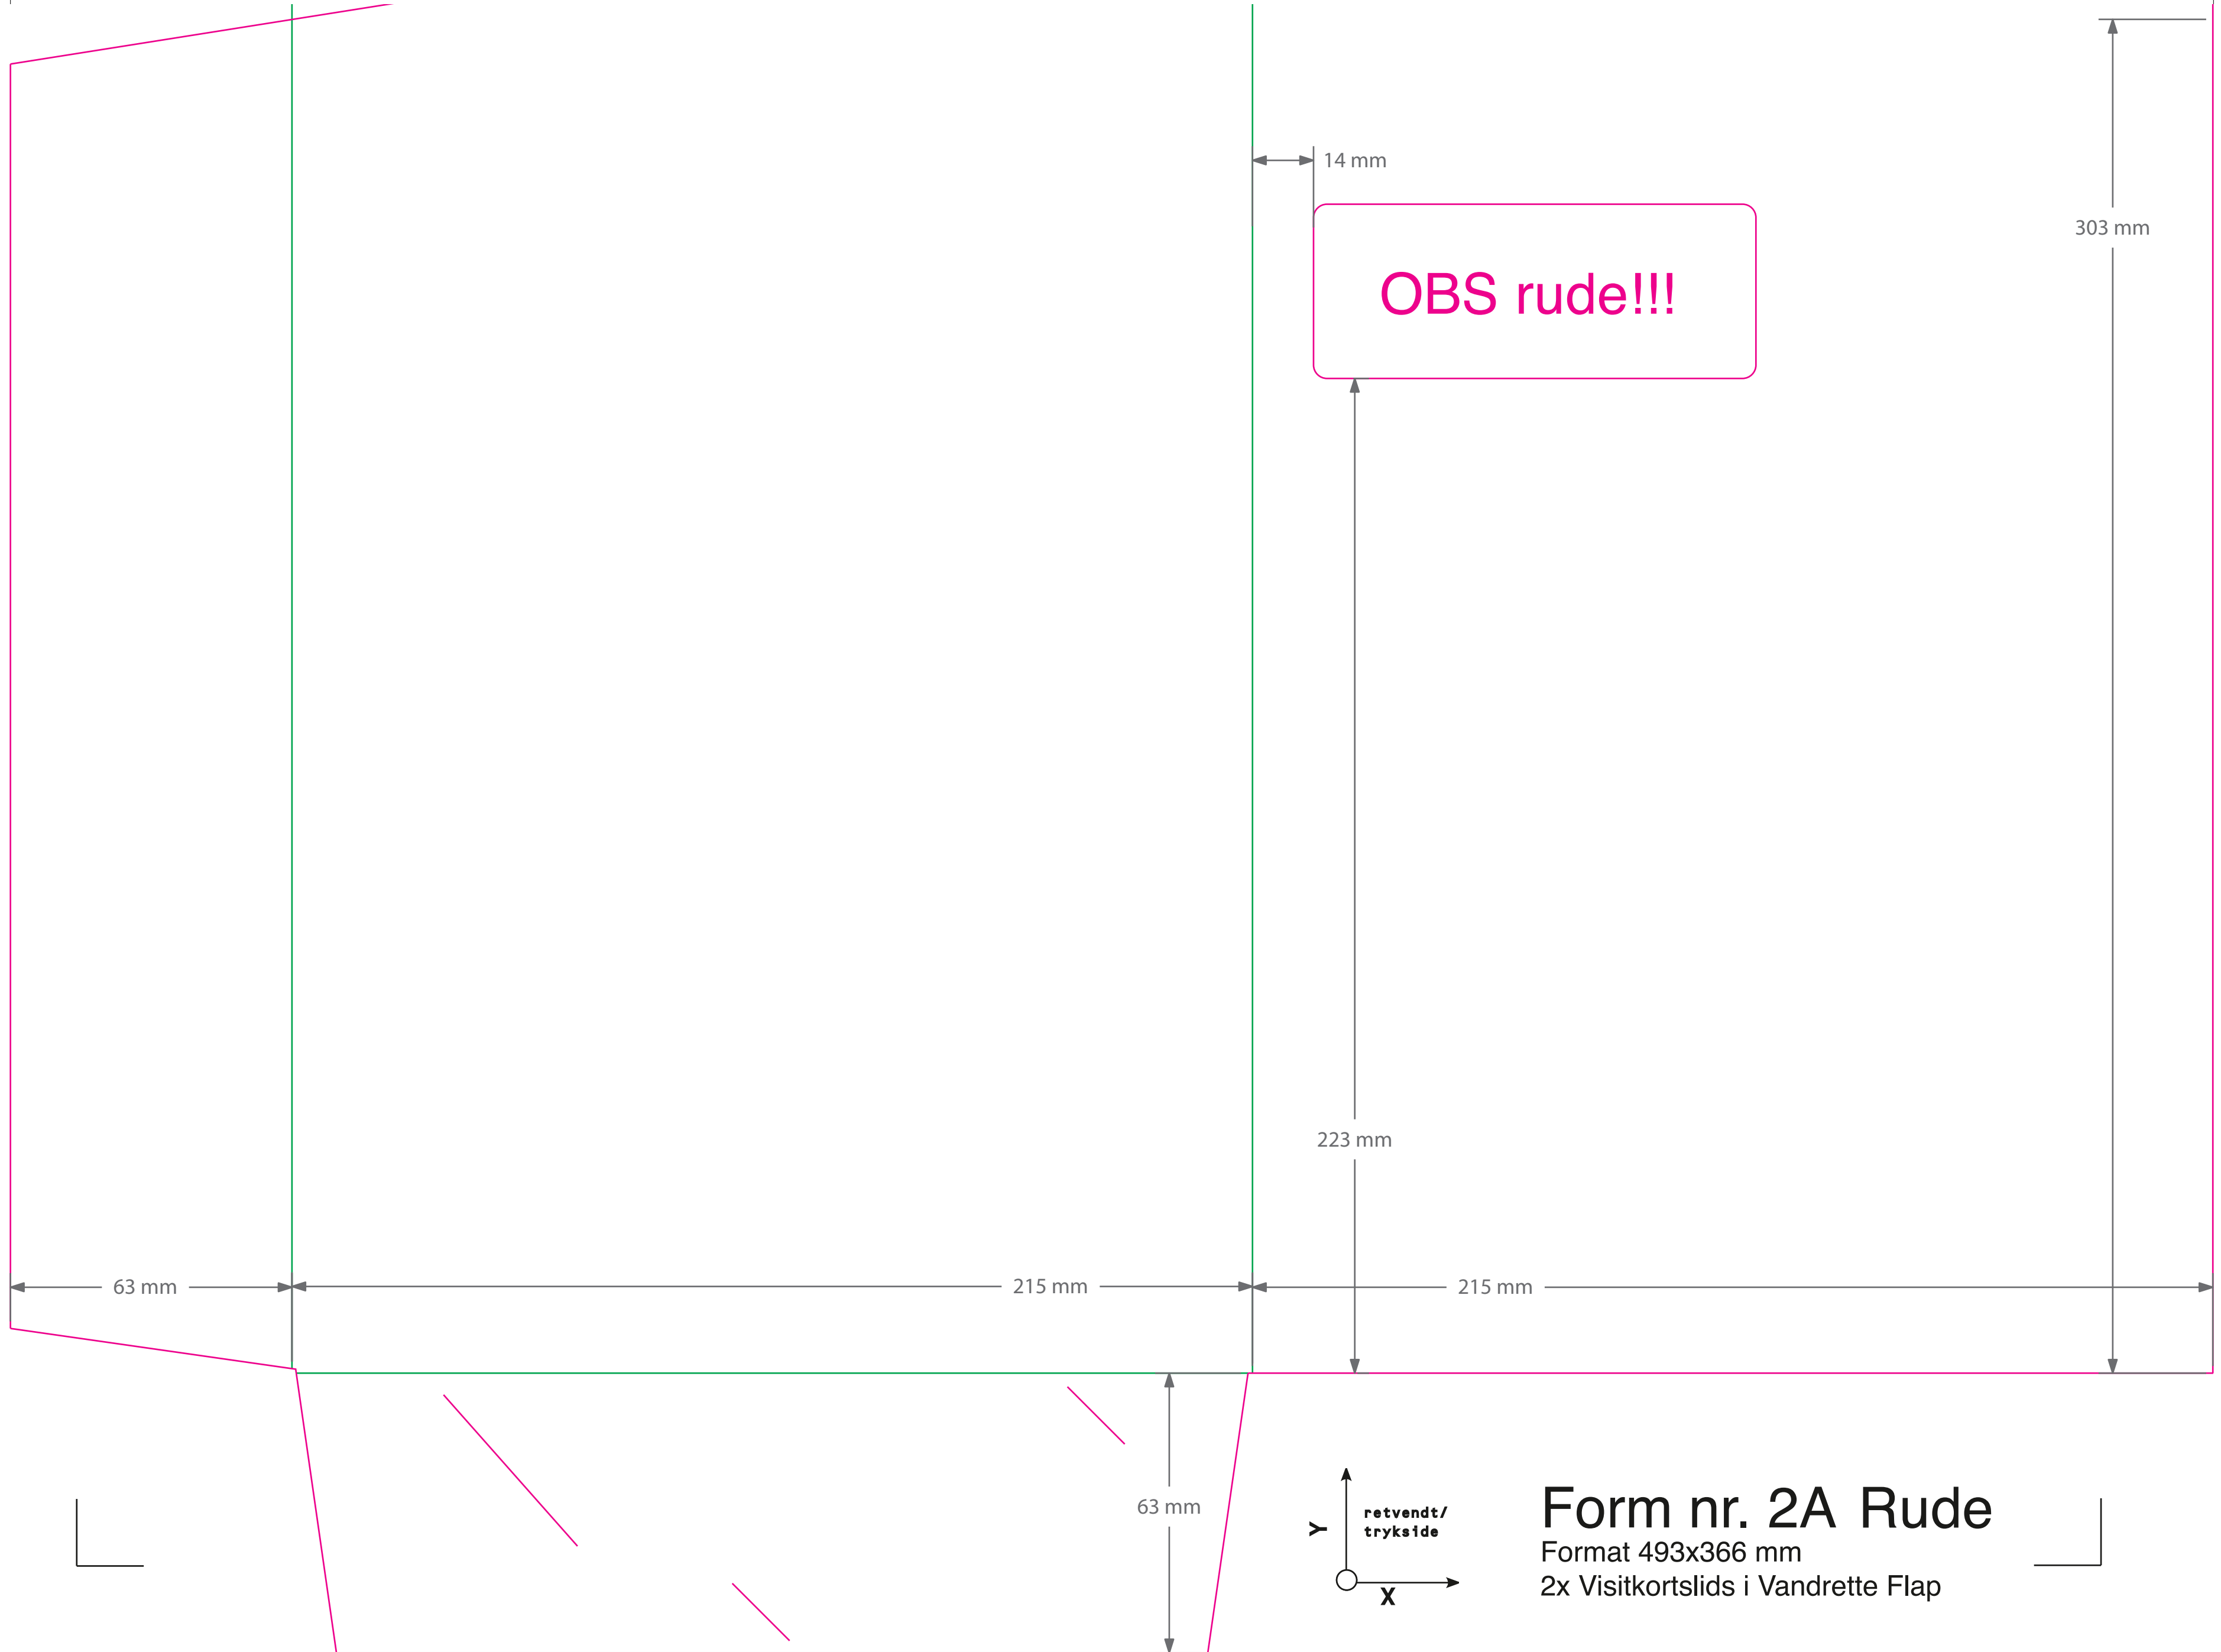 14 mm
303 mm
OBS rude!!!
223 mm
63 mm
215 mm
215 mm
63 mm
Y
retvendt/
trykside
X
Form nr. 2A Rude
Format 493x366 mm
2x Visitkortslids i Vandrette Flap